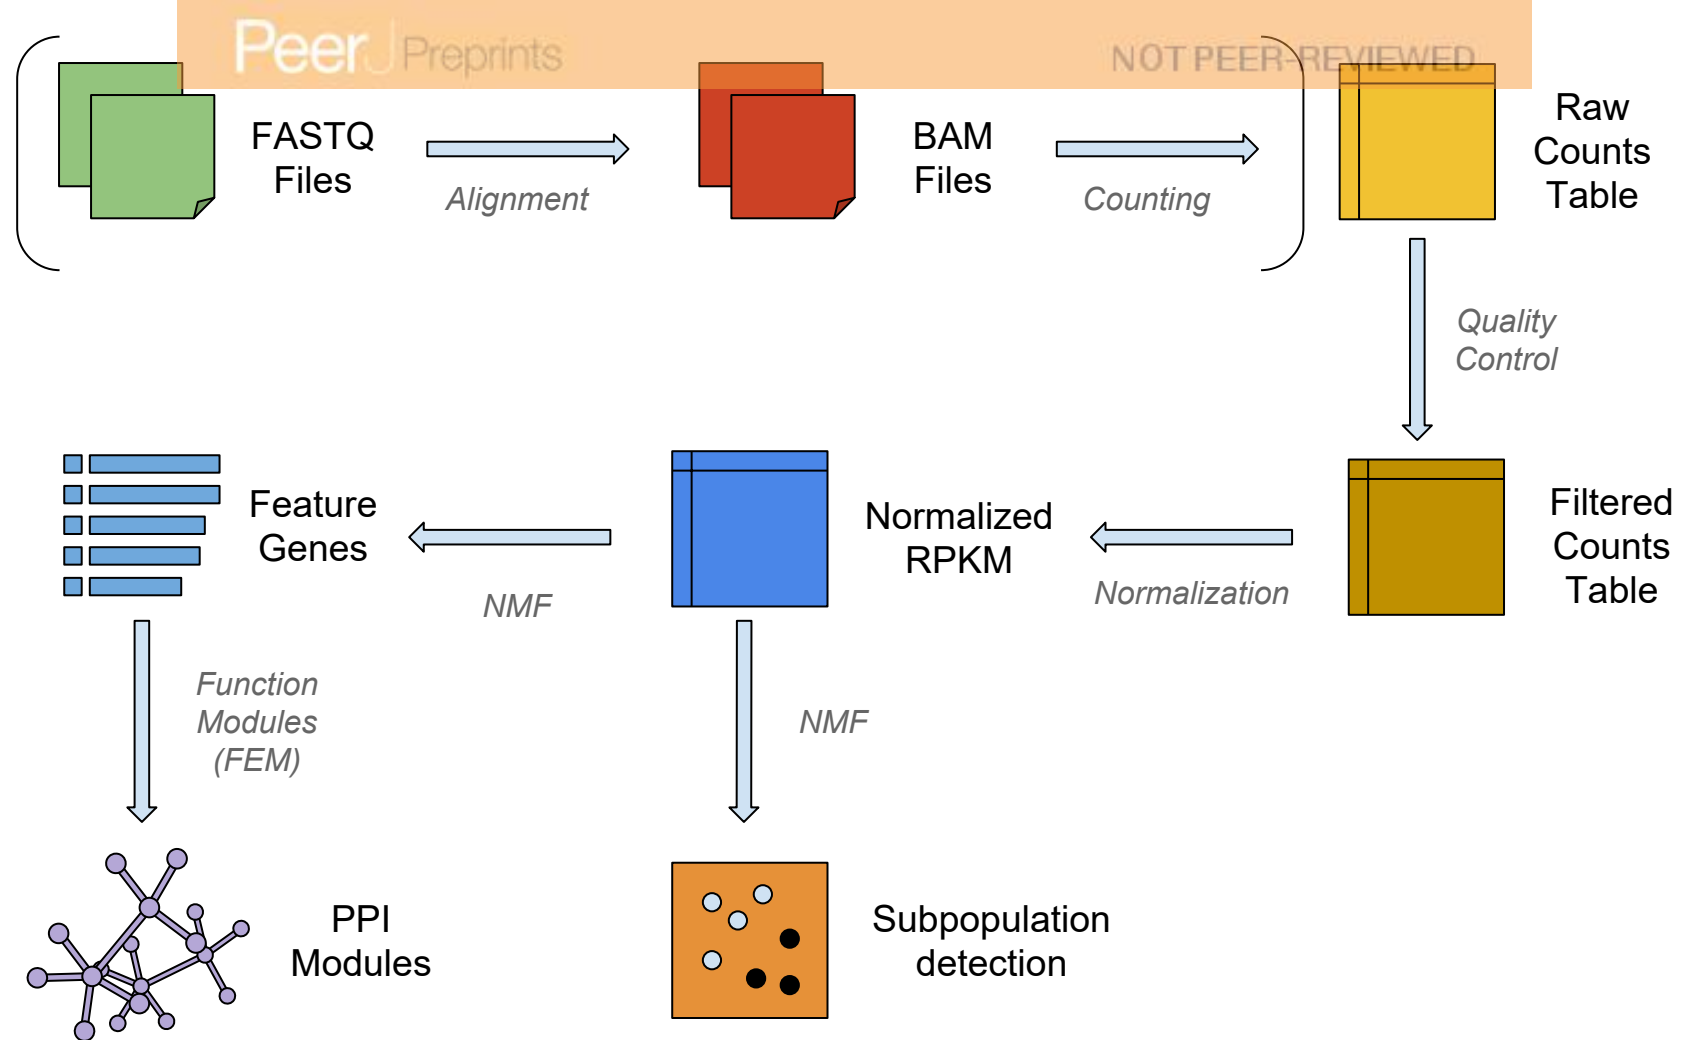 PeerJ Preprints
NOT PEER-REVIEWED
FASTQ
Files
Alignment
BAM
Files
Counting
Raw
Counts
Table
Quality
Control
Feature
Genes
NMF
Normalized
RPKM
Normalization
Filtered
Counts
Table
Function
Modules
(FEM)
NMF
PPI
Modules
Subpopulation
detection